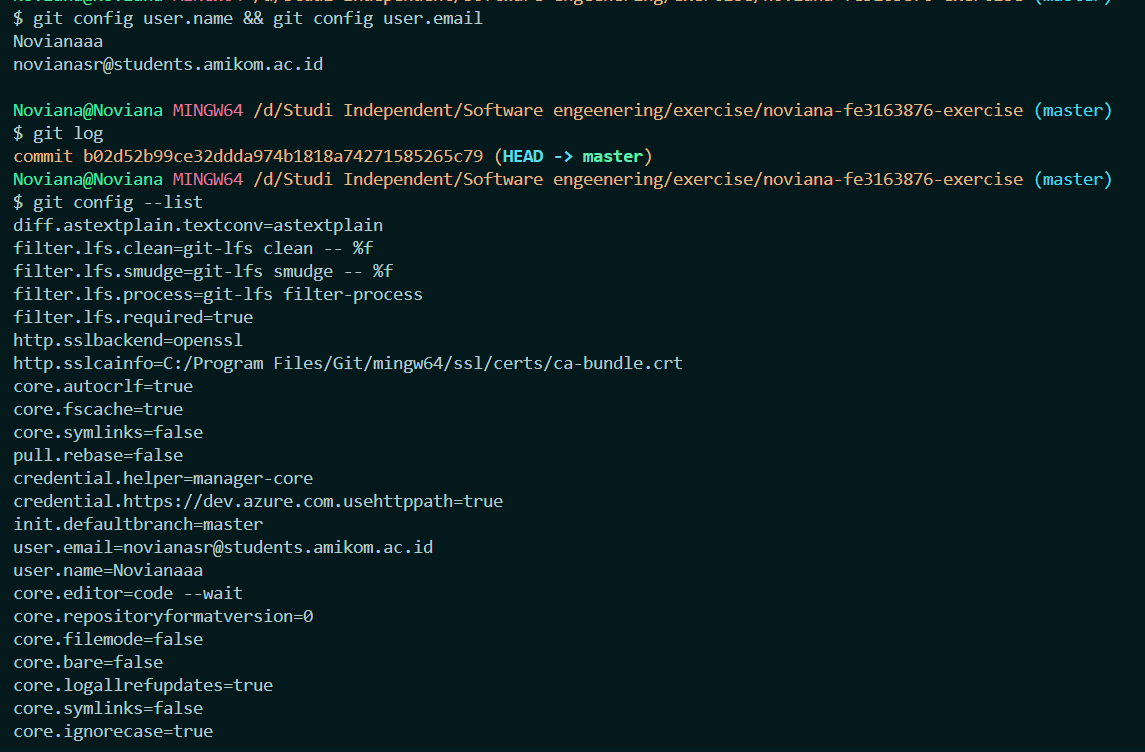 $ git config user.name && git config user.email
Novianaaa
novianasr@students.amikom.ac.id
Noviana@Noviana MINGW64 /d/Studi Independent/Software engeenering/exercise/noviana-fe3163876-exercise (master)
$ git log
commit b02d52b99ce32ddda974b1818a74271585265c79 (HEAD -> master)
Noviana@Noviana MINGW64 /d/Studi Independent/Software engeenering/exercise/noviana-fe3163876-exercise (master)
$ git config --list
diff.astextplain.textconv=astextplain
filter.lfs.clean=git-lfs clean -- %f
filter.lfs.smudge=git-lfs smudge -- %f
filter.lfs.process=git-lfs filter-process
filter.lfs.required=true
http.sslbackend=openssl
http.sslcainfo=C:/Program Files/Git/mingw64/ssl/certs/ca-bundle.crt
core.autocrlf=true
core.fscache=true
core.symlinks=false
pull.rebase=false
credential.helper=manager-core
credential.https://dev.azure.com.usehttppath=true
init.defaultbranch=master
user.email=novianasr@students.amikom.ac.id
user.name=Novianaaa
core.editor=code --wait
core.repositoryformatversion=0
core.filemode=false
core.bare=false
core.logallrefupdates=true
core.symlinks=false
core.ignorecase=true